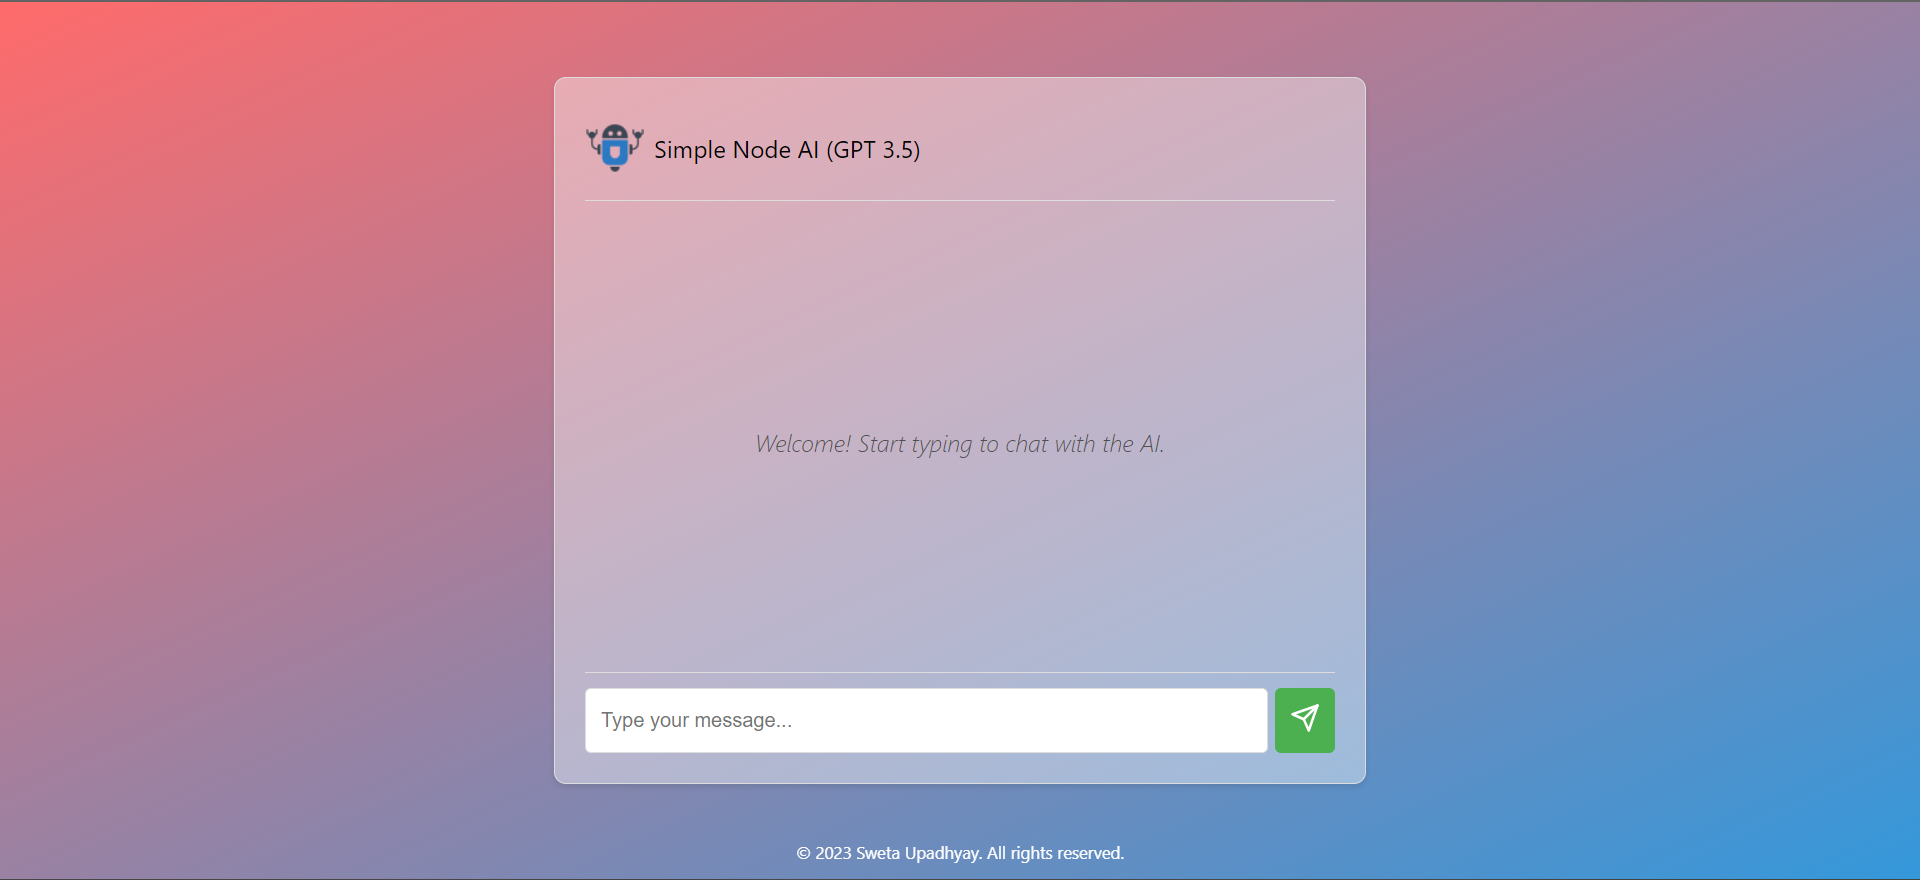 Simple Node AI (GPT 3.5)
Welcome! Start typing to chat with the AI.
Type your message...
© 2023 Sweta Upadhyay. All rights reserved.